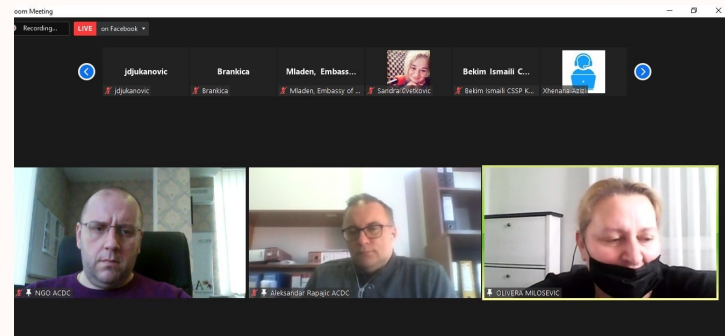 oom Meeting
Recording...
LIVE on Facebook
jdjukanovic
Brankica
Mladen, Embass...
Bekim Ismaili C...
jdjukanovic
Brankica
Mladen, Embassy of ...
Sandra Cvetkovic
Bekim Ismaili CSSP K...
Xhenana Azizi
NGO ACDC
Aleksandar Rapajic ACDC
OLIVERA MILOSEVIC